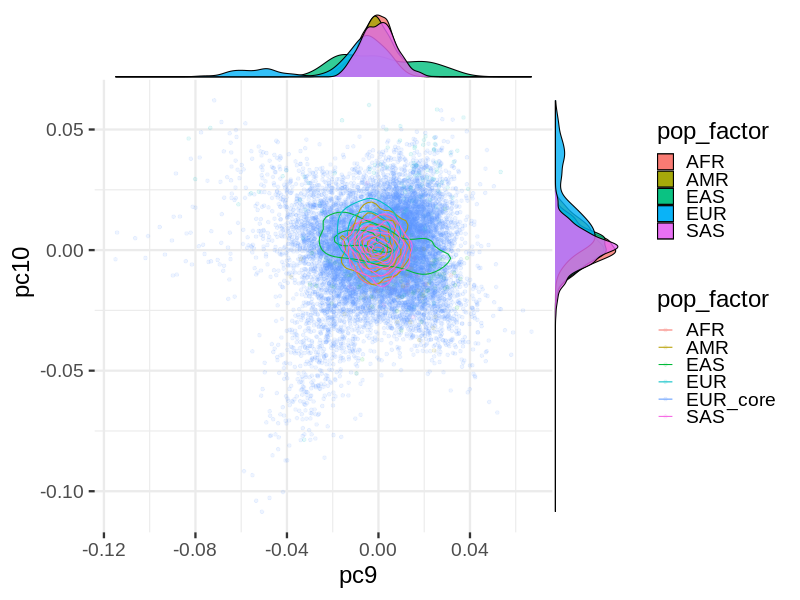 pop_factor
AFR
AMR
EAS
EUR
SAS
pop_factor
AFR
AMR
EAS
EUR
EUR_core
SAS
pc10
0.05
0.00
-0.05
-0.10
-0.12
-0.08
-0.04
0.00
0.04
pc9